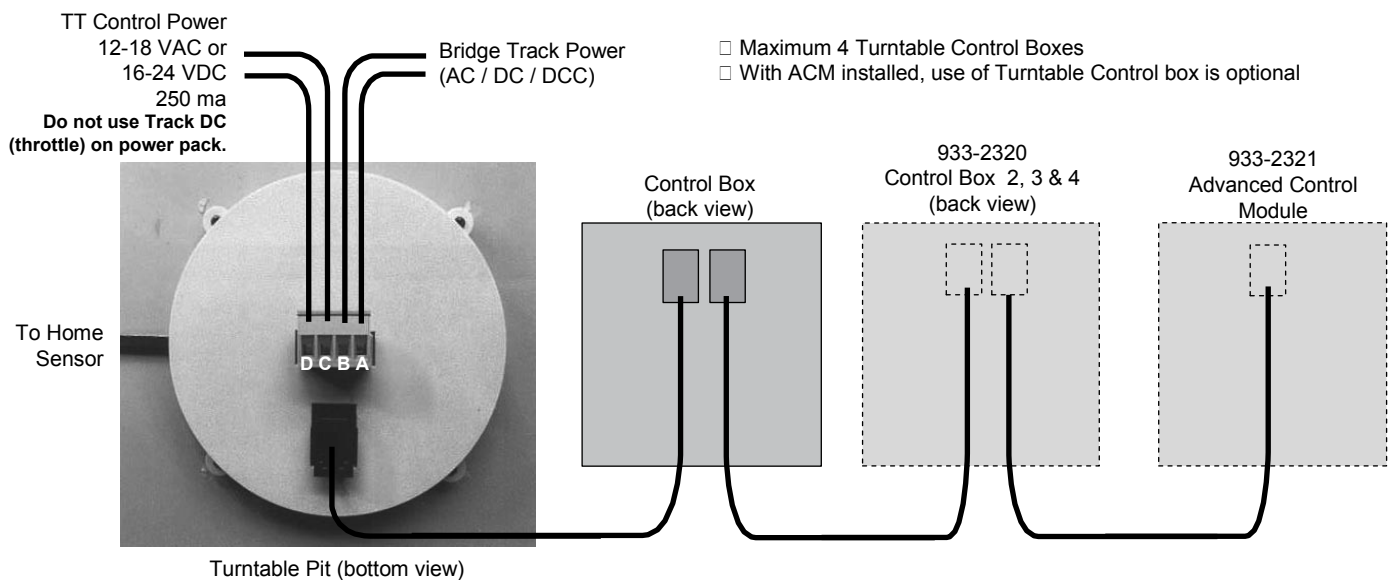 TT Control Power
12-18 VAC or
16-24 VDC
250 ma
Do not use Track DC
(throttle) on power pack.
Bridge Track Power
(AC / DC / DCC)
□ Maximum 4 Turntable Control Boxes
□ With ACM installed, use of Turntable Control box is optional
To Home
Sensor
D C B A
Control Box
(back view)
933-2320
Control Box 2, 3 & 4
(back view)
933-2321
Advanced Control
Module
Turntable Pit (bottom view)